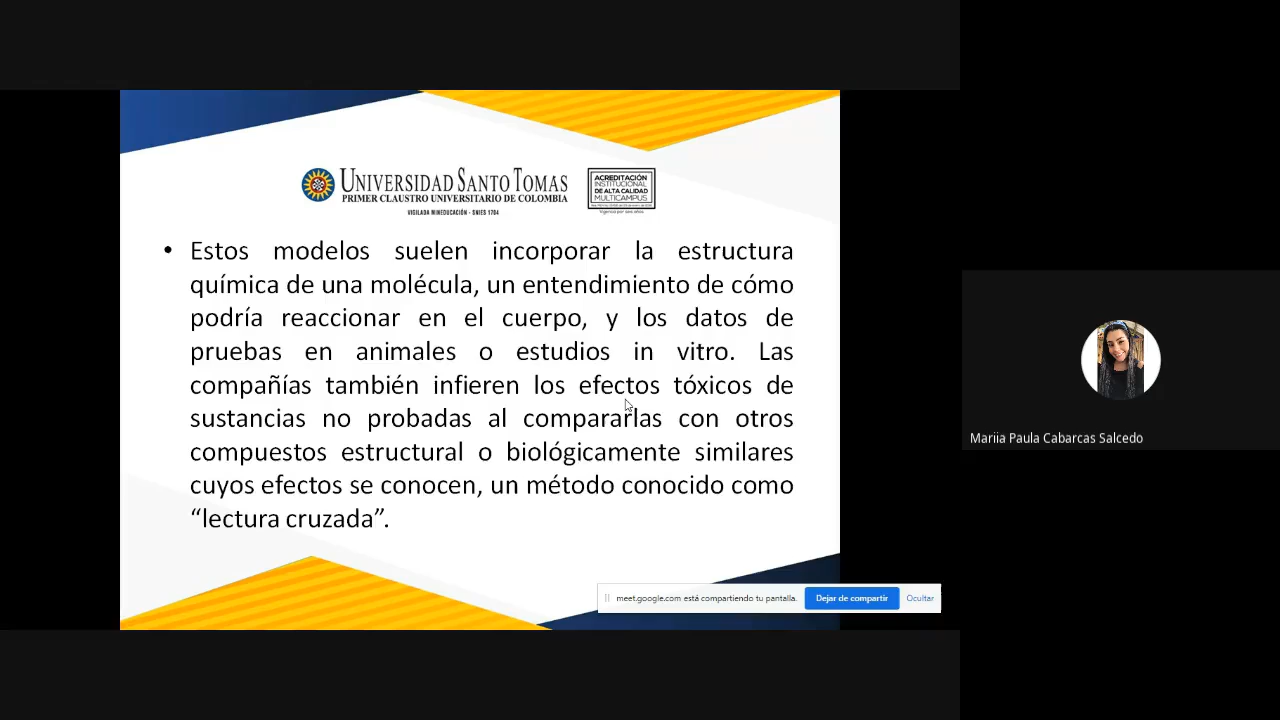 UNIVERSIDAD SANTO TOMAS
PRIMER CLAUSTRO UNIVERSITARIO DE COLOMBIA
VIGILADA MINEDUCACIÓN - SNIES 1704
ACREDITACIÓN
INSTITUCIONAL
DE ALTA CALIDAD
MULTICAMPUS
• Estos modelos suelen incorporar la estructura
química de una molécula, un entendimiento de cómo
podría reaccionar en el cuerpo, y los datos de
pruebas en animales o estudios in vitro. Las
compañías también infieren los efectos tóxicos de
sustancias no probadas al compararlas con otros
compuestos estructural o biológicamente similares
cuyos efectos se conocen, un método conocido como
“lectura cruzada”.
meet.google.com está compartiendo tu pantalla. Dejar de compartir Ocultar
Mariia Paula Cabarcas Salcedo